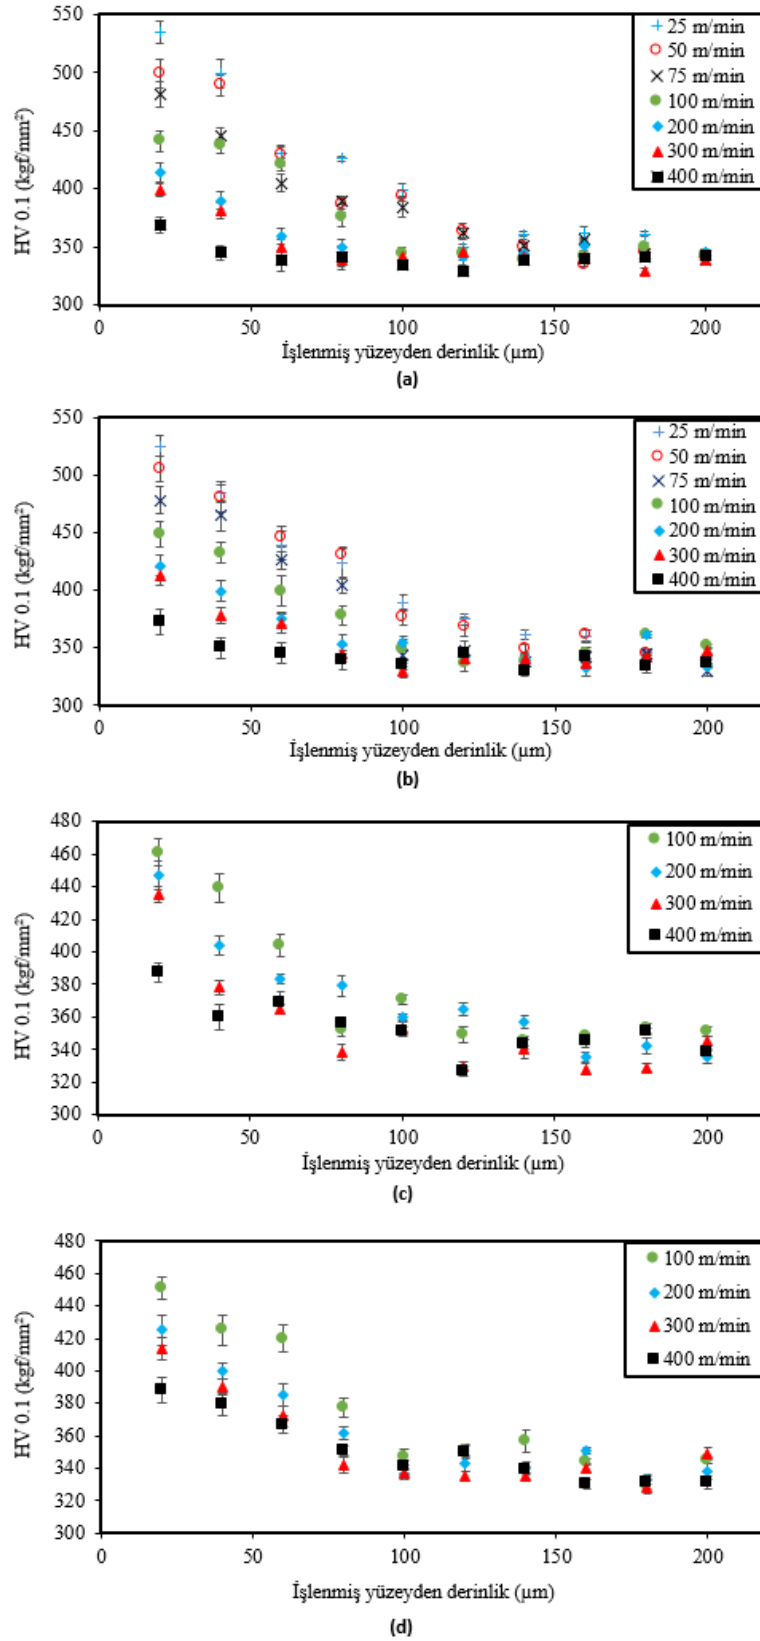 550
500
450
400
350
300
HV 0.1 (kgf/mm²)
0
50
100
150
200
İşlenmiş yüzeyden derinlik (µm)
25 m/min
50 m/min
75 m/min
100 m/min
200 m/min
300 m/min
400 m/min
(a)
550
500
450
400
350
300
HV 0.1 (kgf/mm²)
0
50
100
150
200
İşlenmiş yüzeyden derinlik (µm)
25 m/min
50 m/min
75 m/min
100 m/min
200 m/min
300 m/min
400 m/min
(b)
480
460
440
420
400
380
360
340
320
300
HV 0.1 (kgf/mm²)
0
50
100
150
200
İşlenmiş yüzeyden derinlik (µm)
100 m/min
200 m/min
300 m/min
400 m/min
(c)
480
460
440
420
400
380
360
340
320
300
HV 0.1 (kgf/mm²)
0
50
100
150
200
İşlenmiş yüzeyden derinlik (µm)
100 m/min
200 m/min
300 m/min
400 m/min
(d)